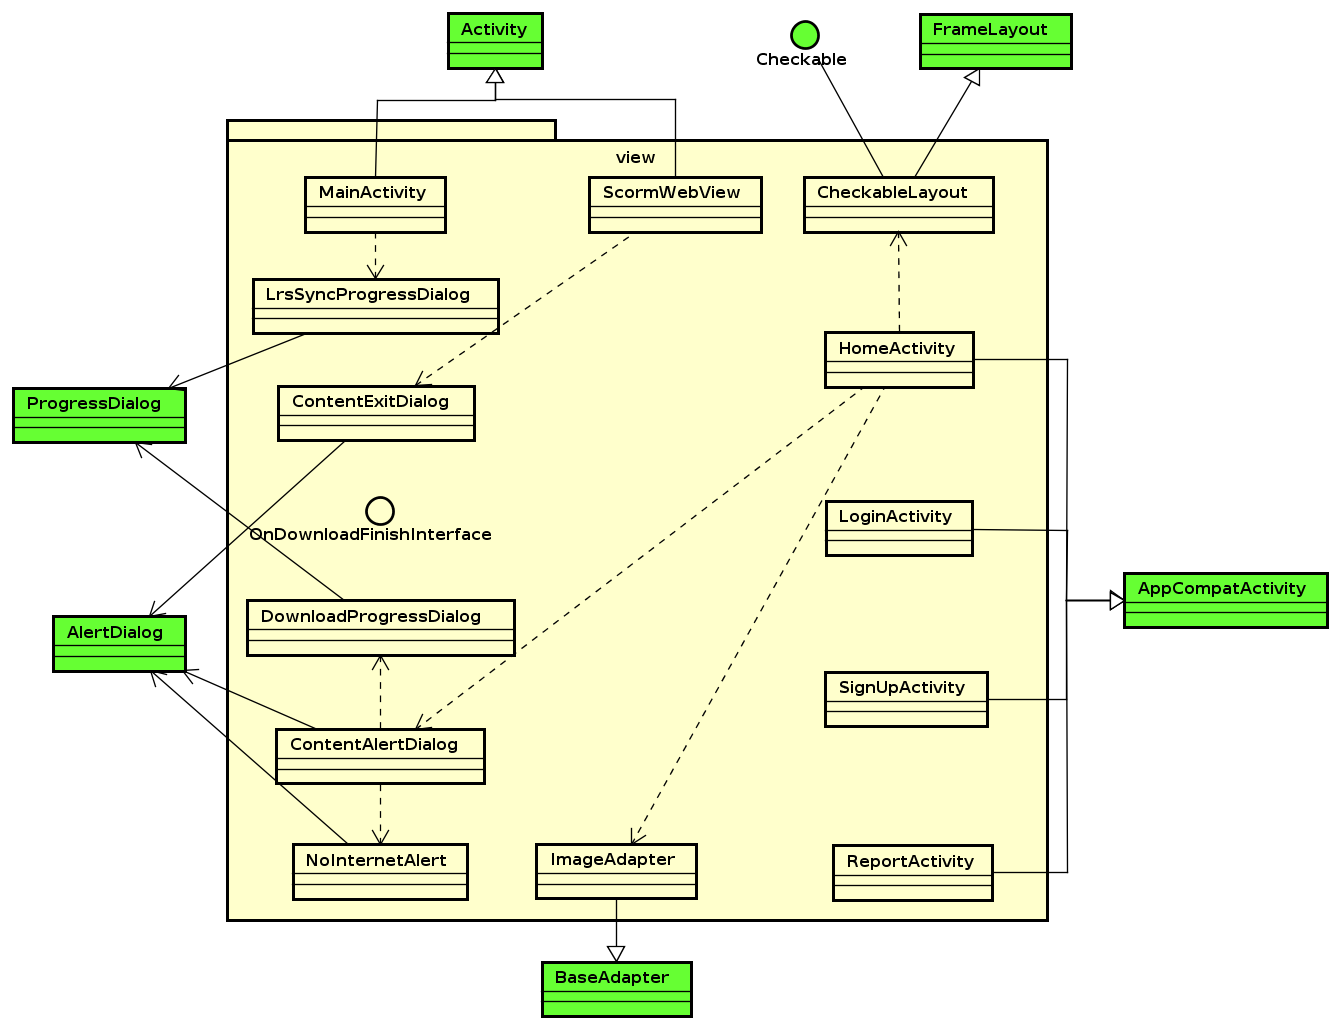 Activity
FrameLayout
Checkable
view
MainActivity
ScormWebView
CheckableLayout
LrsSyncProgressDialog
HomeActivity
ProgressDialog
ContentExitDialog
OnDownloadFinishInterface
LoginActivity
AppCompatActivity
DownloadProgressDialog
AlertDialog
SignUpActivity
ContentAlertDialog
NoInternetAlert
ImageAdapter
ReportActivity
BaseAdapter